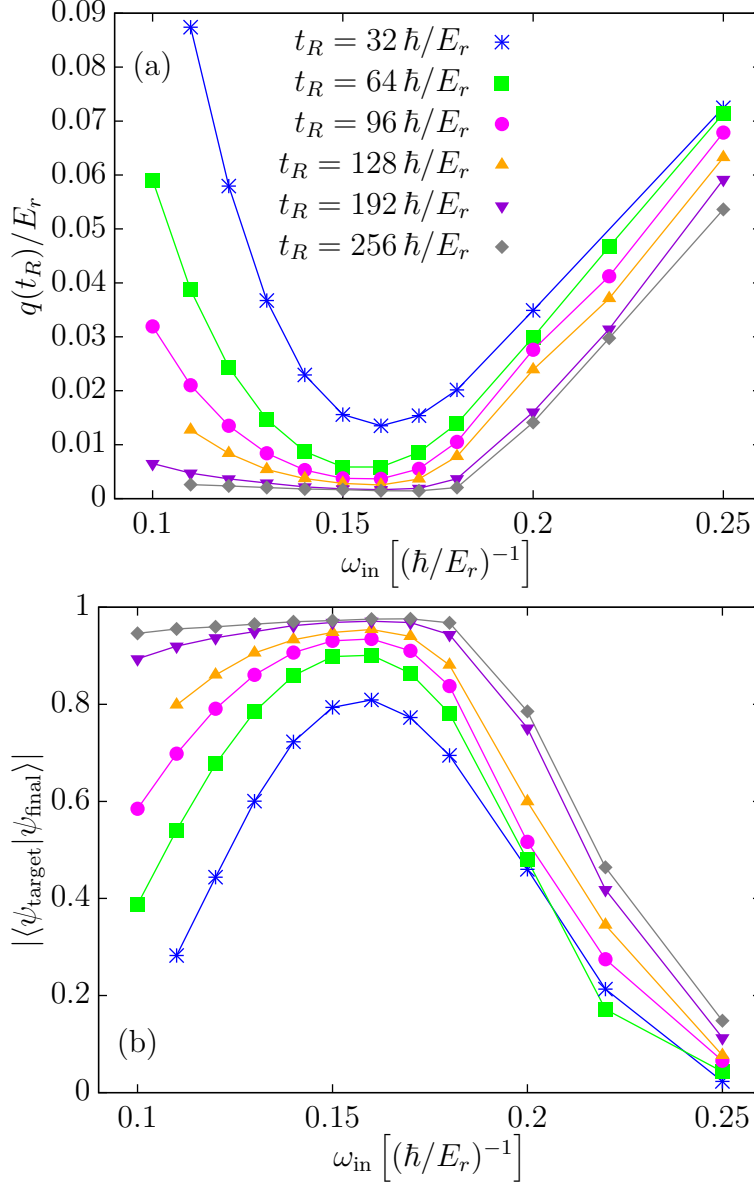 0.09
0.08
0.07
0.06
0.05
0.04
0.03
0.02
0.01
0
q(t_R)/E_r
(a)
t_R = 32 ℏ/E_r
t_R = 64 ℏ/E_r
t_R = 96 ℏ/E_r
t_R = 128 ℏ/E_r
t_R = 192 ℏ/E_r
t_R = 256 ℏ/E_r
0.1 0.15 0.2 0.25
ω_in [(ℏ/E_r)^−1]
1
0.8
0.6
0.4
0.2
0
|⟨ψ_target|ψ_final⟩|
(b)
0.1 0.15 0.2 0.25
ω_in [(ℏ/E_r)^−1]